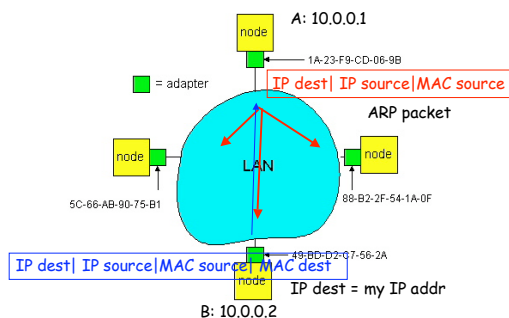 A: 10.0.0.1
node
1A-23-F9-CD-06-9B
= adapter
IP dest| IP source|MAC source
ARP packet
node
node
LAN
5C-66-AB-90-75-B1
88-B2-2F-54-1A-0F
49-BD-D2-C7-56-2A
IP dest| IP source|MAC source| MAC dest
node
IP dest = my IP addr
B: 10.0.0.2